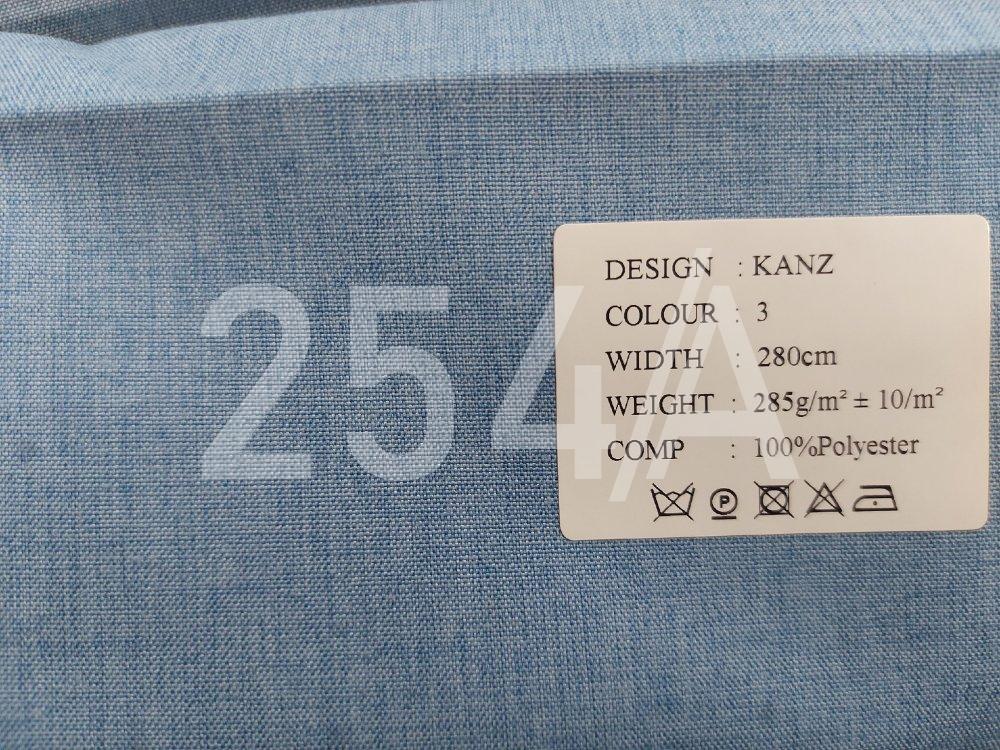 254/A
DESIGN : KANZ
COLOUR : 3
WIDTH : 280cm
WEIGHT : 285g/m² ± 10/m²
COMP : 100%Polyester
P